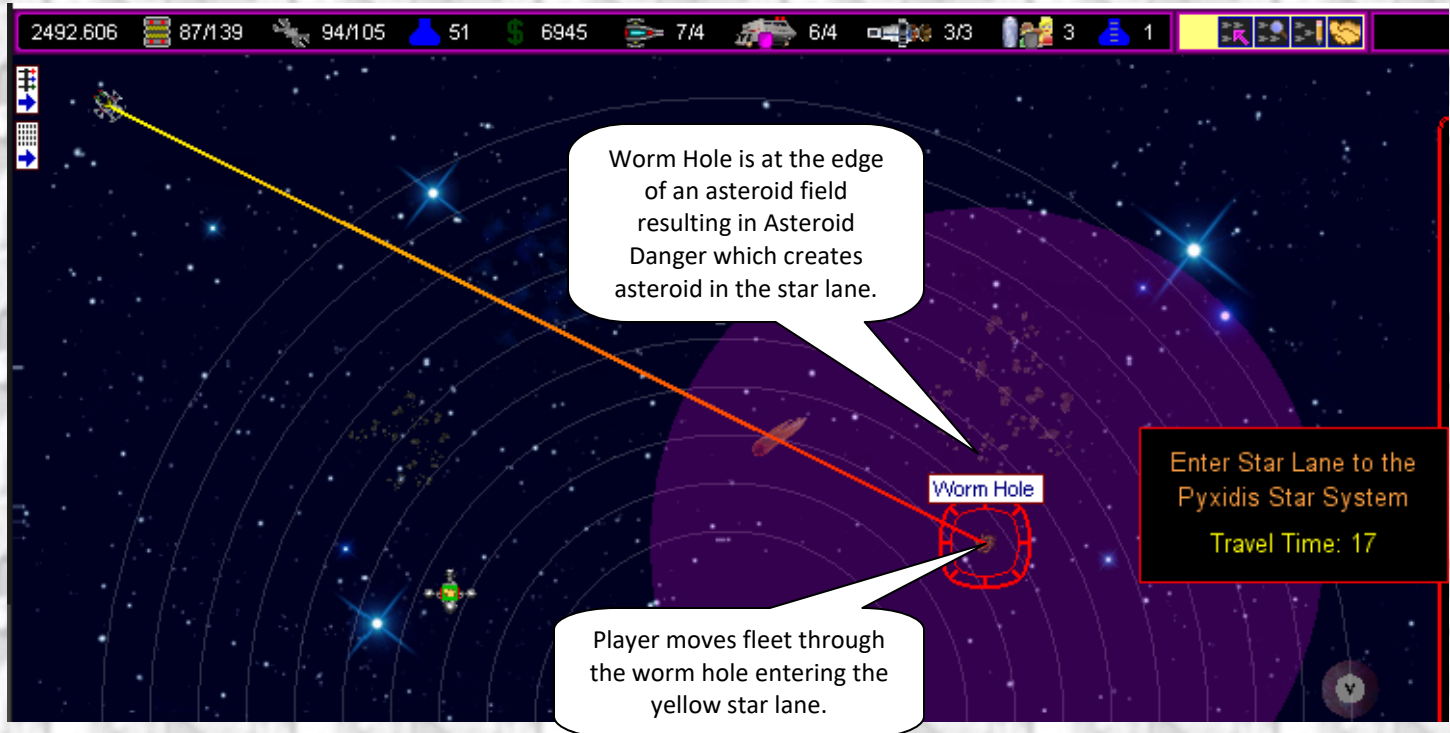 2492.606 87/139 94/105 51 $ 6945 7/4 6/4 3/3 3 1
Worm Hole is at the edge
of an asteroid field
resulting in Asteroid
Danger which creates
asteroid in the star lane.
Worm Hole
Enter Star Lane to the
Pyxidis Star System
Travel Time: 17
Player moves fleet through
the worm hole entering the
yellow star lane.